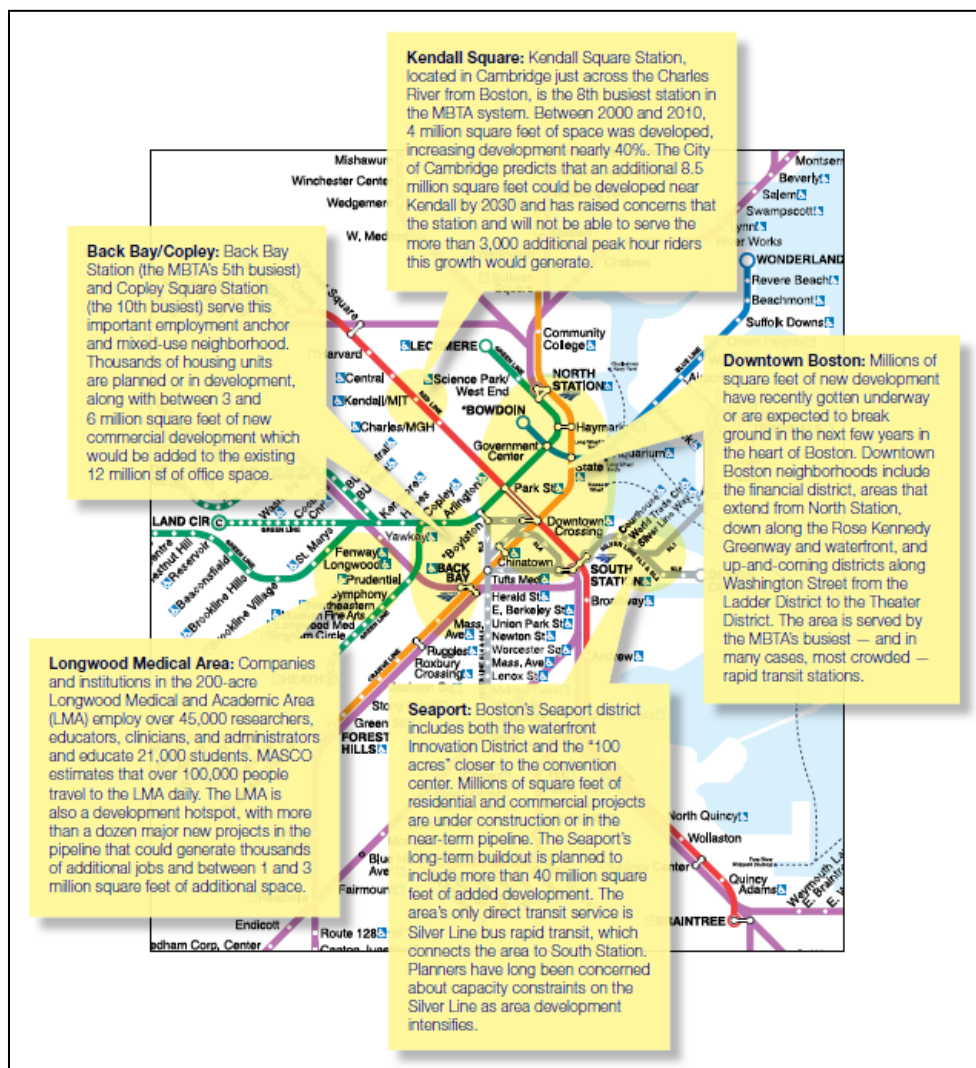 Kendall Square: Kendall Square Station,
located in Cambridge just across the Charles
River from Boston, is the 8th busiest station in
the MBTA system. Between 2000 and 2010,
4 million square feet of space was developed,
increasing development nearly 40%. The City
of Cambridge predicts that an additional 8.5
million square feet could be developed near
Kendall by 2030 and has raised concerns that
the station and will not be able to serve the
more than 3,000 additional peak hour riders
this growth would generate.
Back Bay/Copley: Back Bay
Station (the MBTA's 5th busiest)
and Copley Square Station
(the 10th busiest) serve this
important employment anchor
and mixed-use neighborhood.
Thousands of housing units
are planned or in development,
along with between 3 and
6 million square feet of new
commercial development which
would be added to the existing
12 million sf of office space.
Downtown Boston: Millions of
square feet of new development
have recently gotten underway
or are expected to break
ground in the next few years in
the heart of Boston. Downtown
Boston neighborhoods include
the financial district, areas that
extend from North Station,
down along the Rose Kennedy
Greenway and waterfront, and
up-and-coming districts along
Washington Street from the
Ladder District to the Theater
District. The area is served by
the MBTA's busiest — and in
many cases, most crowded —
rapid transit stations.
Longwood Medical Area: Companies
and institutions in the 200-acre
Longwood Medical and Academic Area
(LMA) employ over 45,000 researchers,
educators, clinicians, and administrators
and educate 21,000 students. MASCO
estimates that over 100,000 people
travel to the LMA daily. The LMA is
also a development hotspot, with more
than a dozen major new projects in the
pipeline that could generate thousands
of additional jobs and between 1 and 3
million square feet of additional space.
Seaport: Boston's Seaport district
includes both the waterfront
Innovation District and the "100
acres" closer to the convention
center. Millions of square feet of
residential and commercial projects
are under construction or in the
near-term pipeline. The Seaport's
long-term buildout is planned to
include more than 40 million square
feet of added development. The
area's only direct transit service is
Silver Line bus rapid transit, which
connects the area to South Station.
Planners have long been concerned
about capacity constraints on the
Silver Line as area development
intensifies.
Winchester Center
Beverly
Salem
Swampscott
Lynn
River Works
WONDERLAND
Revere Beach
Beachmont
Suffolk Downs
Community
College
LECHMERE
GREEN LINE
BLUE LINE
NORTH
STATION
Science Park/
West End
*BOWDOIN
Harvard
Central
Kendall/MIT
RED LINE
Charles/MGH
Government
Center
State
Park St
Copley
Arlington
*Boylston
Downtown
Crossing
Chinatown
SOUTH
STATION
Tufts Med
Herald St
E. Berkeley St
Union Park St
Newton St
Worcester Sq
Mass. Ave
Lenox St
BACK
BAY
Yawkey
Fenway
Longwood
Prudential
Symphony
GREEN LINE
St. Marys
Reservoir
Beaconsfield
Brookline Hills
Brookline Village
Mass.
Ave
Ruggles
Roxbury
Crossing
ORANGE LINE
FOREST
HILLS
Andrew
Courthouse
World Trade Ctr
North Quincy
Wollaston
Quincy
Adams
Fairmount
Endicott
Route 128